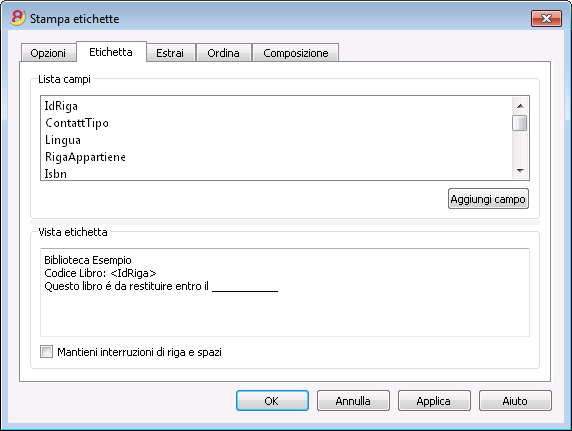 Stampa etichette
Opzioni Etichetta Estrai Ordina Composizione
Lista campi
IdRiga
ContattTipo
Lingua
RigaAppartiene
Isbn
Aggiungi campo
Vista etichetta
Biblioteca Esempio
Codice Libro: <IdRiga>
Questo libro é da restituire entro il ____________
Mantieni interruzioni di riga e spazi
OK Annulla Applica Aiuto